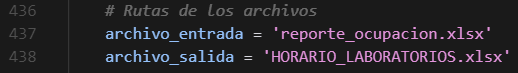 436 # Rutas de los archivos
437 archivo_entrada = 'reporte_ocupacion.xlsx'
438 archivo_salida = 'HORARIO_LABORATORIOS.xlsx'